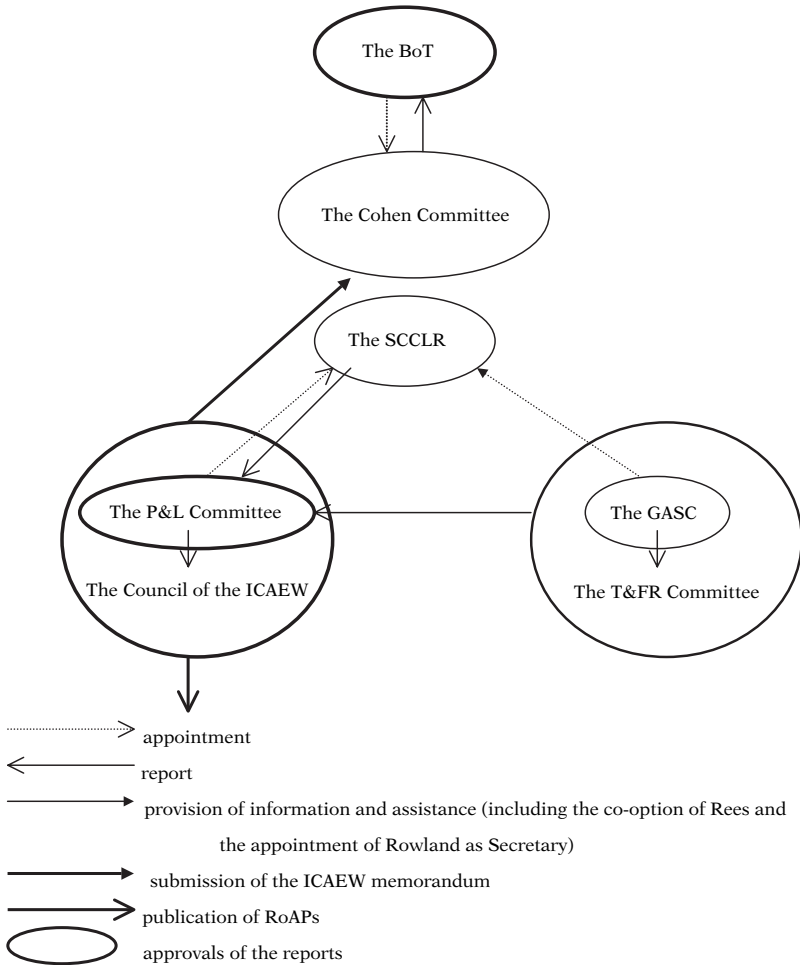 The BoT
The Cohen Committee
The SCCLR
The P&L Committee
The GASC
The Council of the ICAEW
The T&FR Committee
appointment
report
provision of information and assistance (including the co-option of Rees and
the appointment of Rowland as Secretary)
submission of the ICAEW memorandum
publication of RoAPs
approvals of the reports